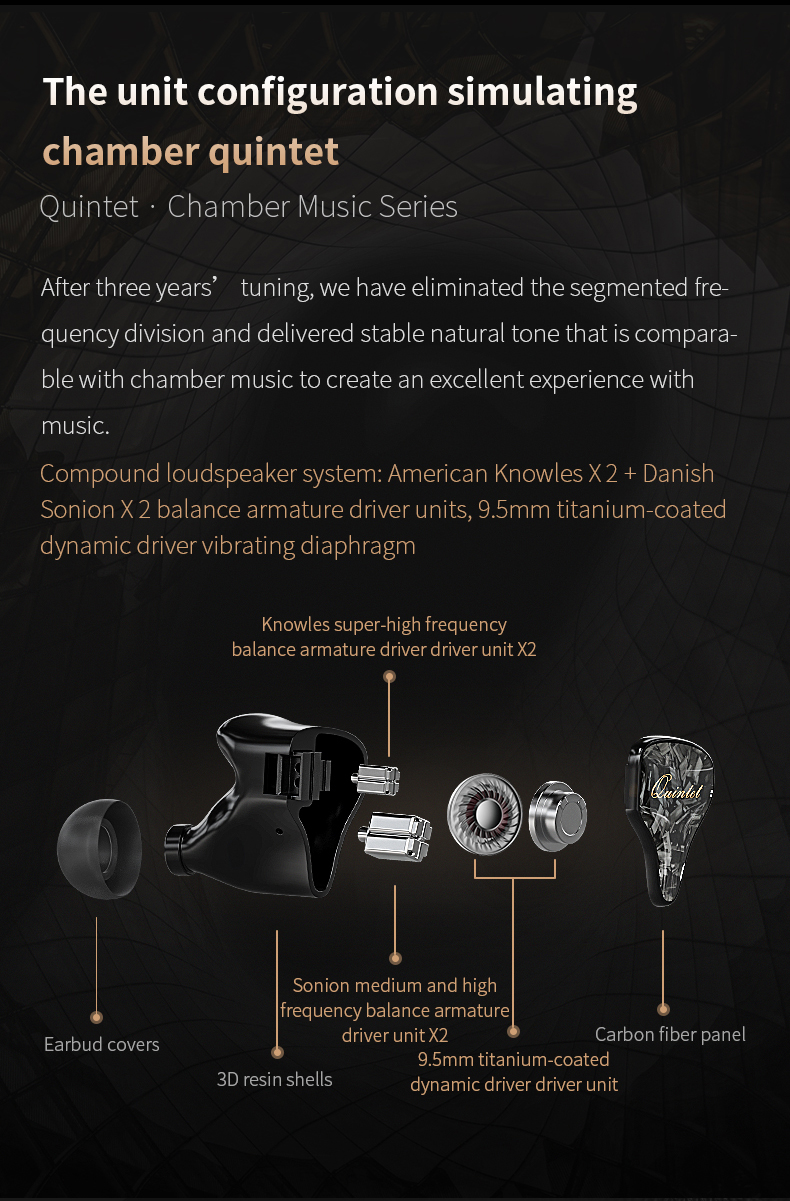 The unit configuration simulating
chamber quintet
Quintet · Chamber Music Series
After three years’ tuning, we have eliminated the segmented fre-
quency division and delivered stable natural tone that is compara-
ble with chamber music to create an excellent experience with
music.
Compound loudspeaker system: American Knowles X 2 + Danish
Sonion X 2 balance armature driver units, 9.5mm titanium-coated
dynamic driver vibrating diaphragm
Knowles super-high frequency
balance armature driver driver unit X2
Quintet
Sonion medium and high
frequency balance armature
driver unit X2
Earbud covers
3D resin shells
9.5mm titanium-coated
dynamic driver driver unit
Carbon fiber panel